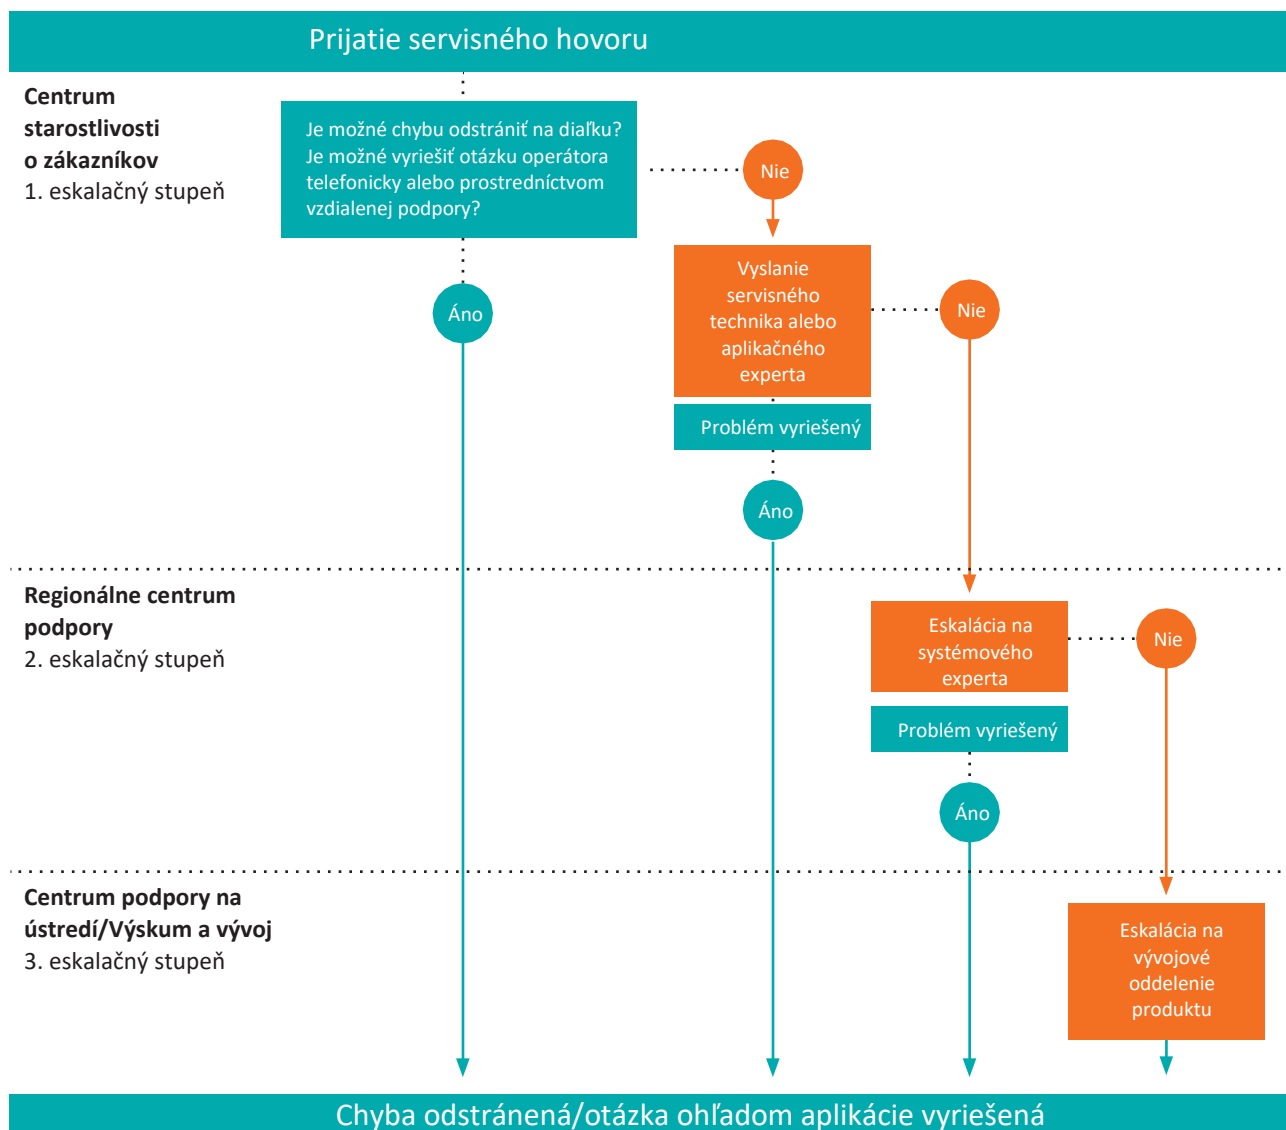 Prijatie servisného hovoru
Centrum
starostlivosti
o zákazníkov
1. eskalačný stupeň
Je možné chybu odstrániť na diaľku?
Je možné vyriešiť otázku operátora
telefonicky alebo prostredníctvom
vzdialenej podpory?
Nie
Áno
Vyslanie
servisného
technika alebo
aplikačného
experta
Nie
Problém vyriešený
Áno
Regionálne centrum
podpory
2. eskalačný stupeň
Eskalácia na
systémového
experta
Nie
Problém vyriešený
Áno
Centrum podpory na
ústredí/Výskum a vývoj
3. eskalačný stupeň
Eskalácia na
vývojové
oddelenie
produktu
Chyba odstránená/otázka ohľadom aplikácie vyriešená